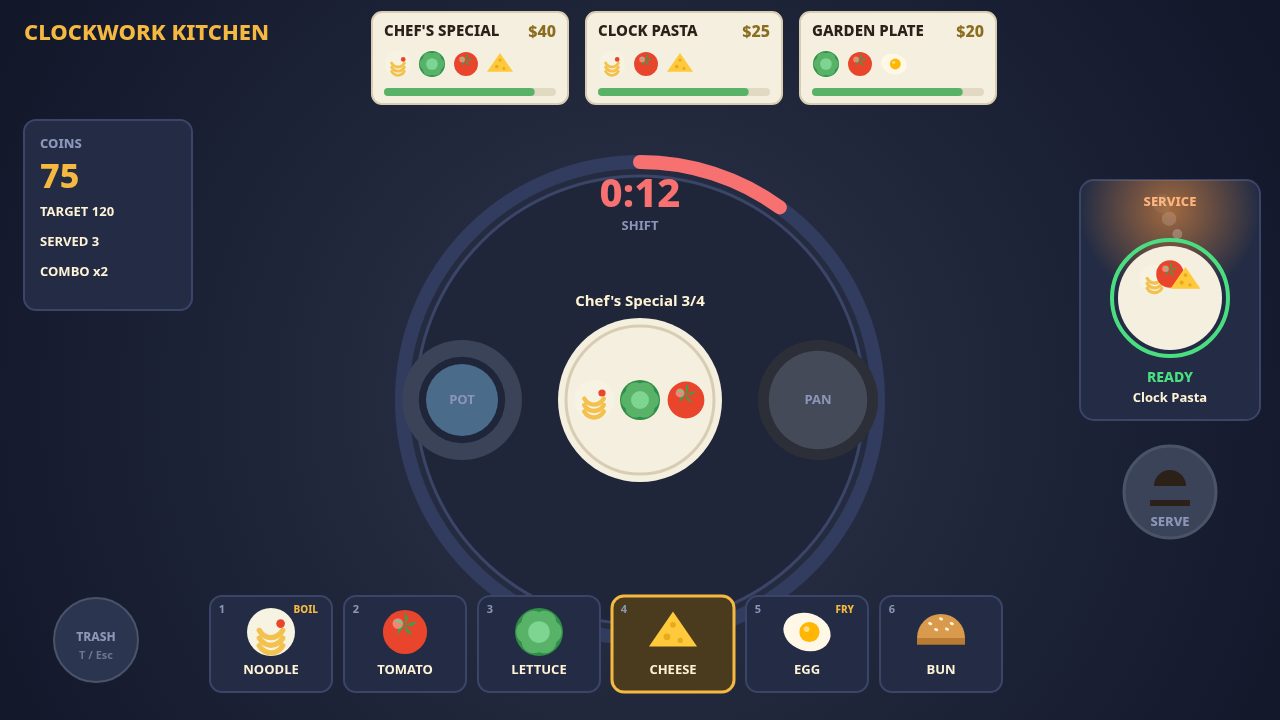 CLOCKWORK KITCHEN
CHEF'S SPECIAL $40
CLOCK PASTA $25
GARDEN PLATE $20
COINS
75
TARGET 120
SERVED 3
COMBO x2
0:12
SHIFT
Chef's Special 3/4
POT
PAN
SERVICE
READY
Clock Pasta
SERVE
TRASH
T / Esc
1 BOIL
NOODLE
2
TOMATO
3
LETTUCE
4
CHEESE
5 FRY
EGG
6
BUN